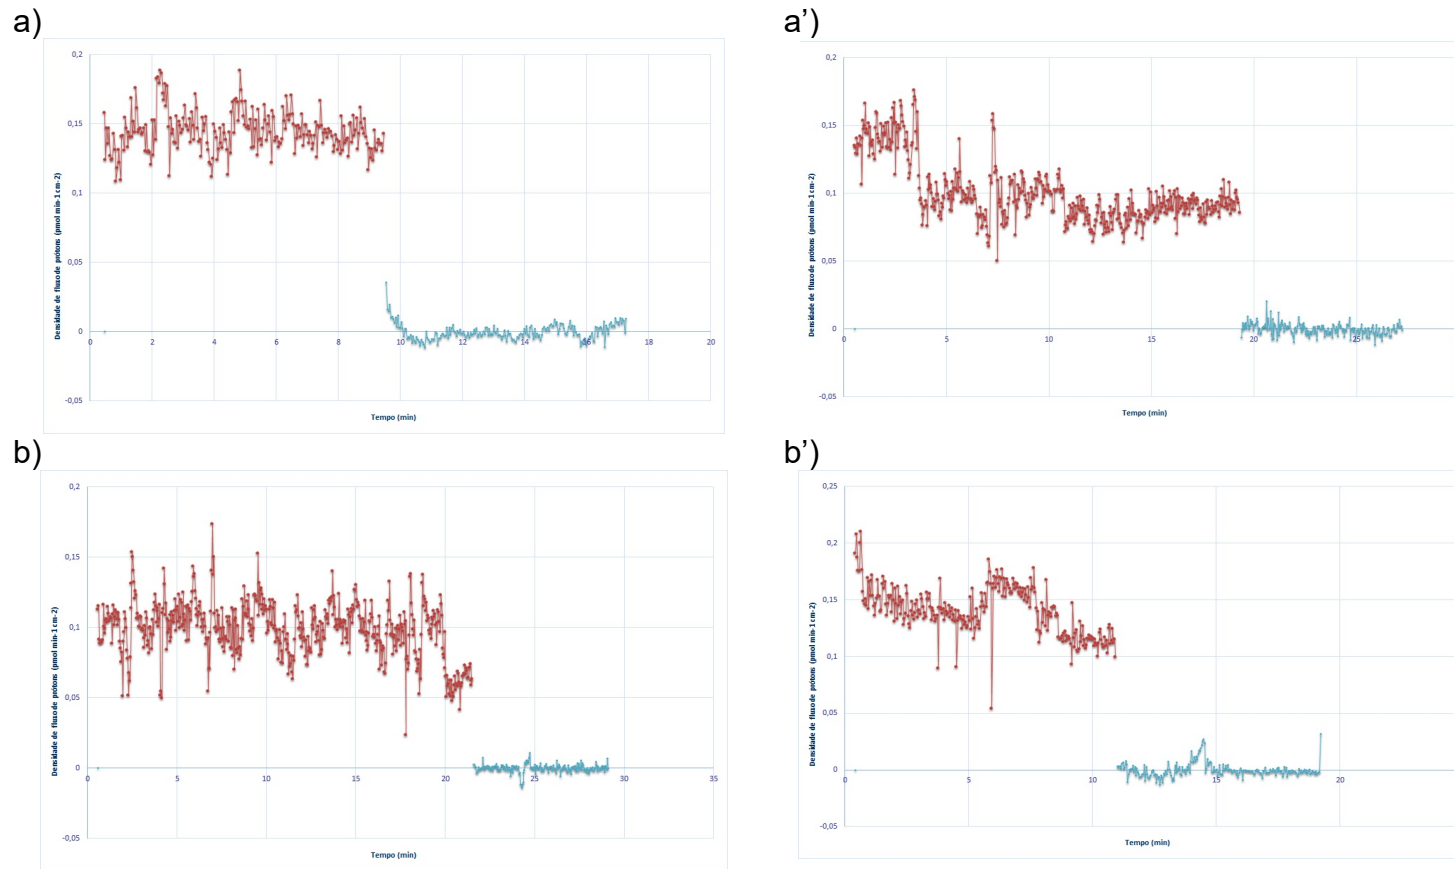 a)
a’)
0,2
0,15
0,1
0,05
0
-0,05
0 2 4 6 8 10 12 14 16 18 20
Densidade de fluxo de prótons (pmol min-1 cm-2)
Tempo (min)
0,2
0,15
0,1
0,05
0
-0,05
0 5 10 15 20 25
Densidade de fluxo de prótons (pmol min-1 cm-2)
Tempo (min)
b)
b’)
0,2
0,15
0,1
0,05
0
-0,05
0 5 10 15 20 25 30 35
Densidade de fluxo de prótons (pmol min-1 cm-2)
Tempo (min)
0,25
0,2
0,15
0,1
0,05
0
-0,05
0 5 10 15 20
Densidade de fluxo de prótons (pmol min-1 cm-2)
Tempo (min)